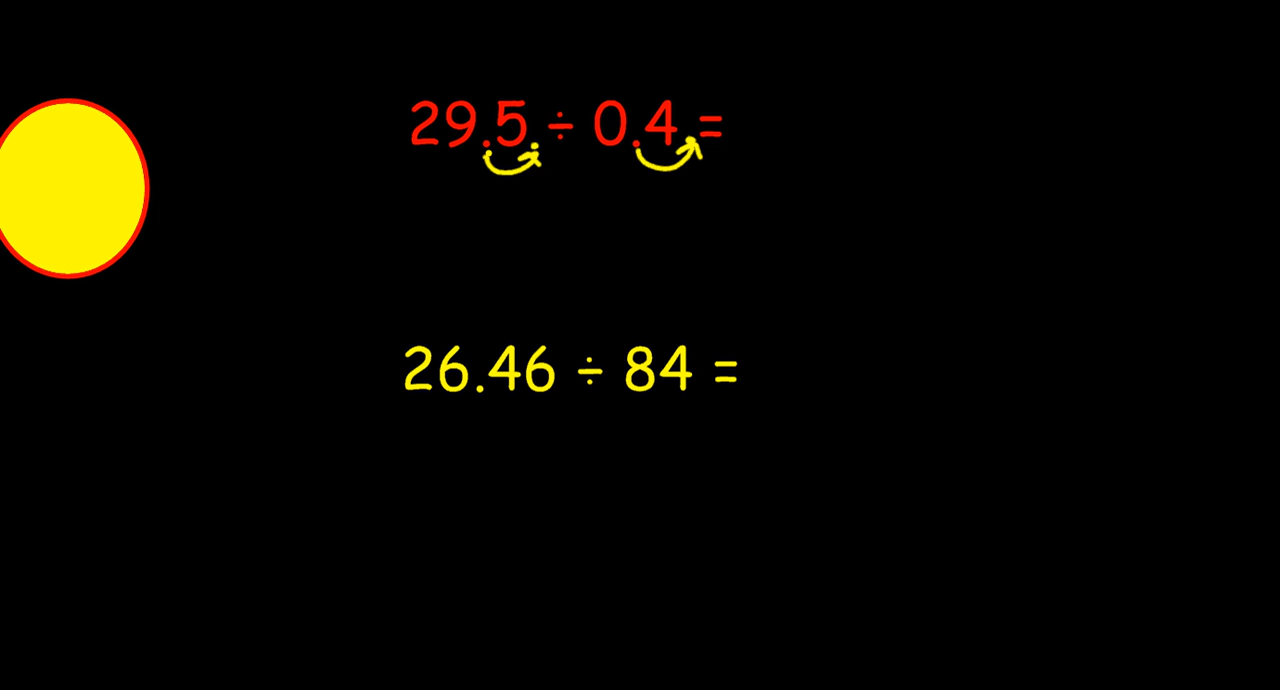 29.5 ÷ 0.4 =
26.46 ÷ 84 =